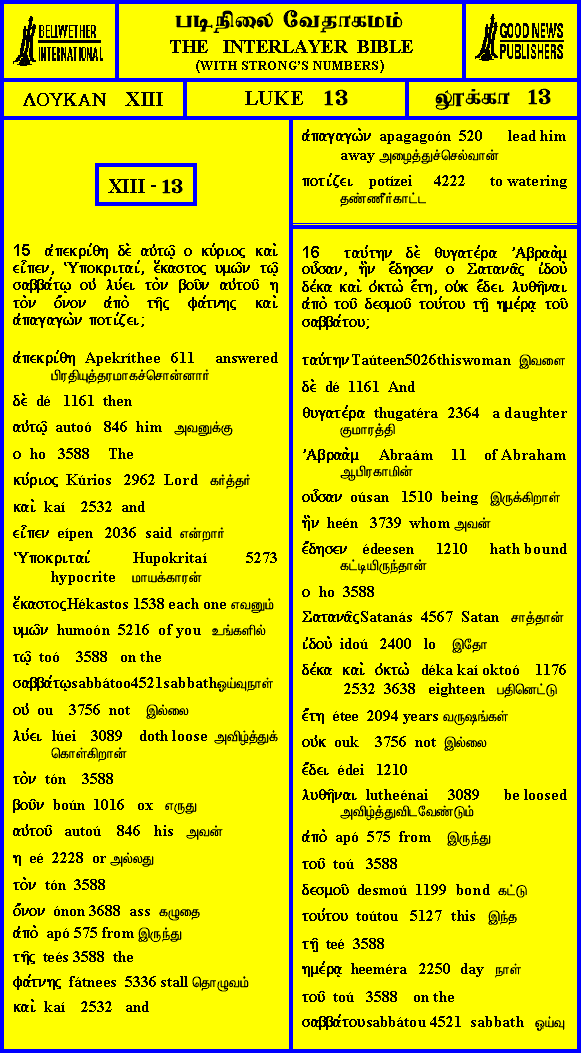 BELLWETHER
INTERNATIONAL
படிநிலை வேதாகமம்
THE INTERLAYER BIBLE
(WITH STRONG'S NUMBERS)
GOOD NEWS
PUBLISHERS
ΛΟΥΚΑΝ XIII
LUKE 13
லூக்கா 13
XIII - 13
15 ἀπεκρίθη δὲ αὐτῷ ο κύριος καὶ
εἶπεν, Ὑποκριταί, ἕκαστος υμῶν τῷ
σαββάτῳ οὐ λύει τὸν βοῦν αὐτοῦ η
τὸν ὄνον ἀπὸ τῆς φάτνης καὶ
ἀπαγαγὼν ποτίζει;
ἀπεκρίθη Apekríthee 611 answered
பிரதியுத்தரமாகச்சொன்னார்
δὲ dé 1161 then
αὐτῷ autoó 846 him அவனுக்கு
ο ho 3588 The
κύριος Kúrios 2962 Lord கர்த்தர்
καὶ kaí 2532 and
εἶπεν eípen 2036 said என்றார்
Ὑποκριταί Hupokritaí 5273
hypocrite மாயக்காரன்
ἕκαστος Hékastos 1538 each one எவனும்
υμῶν humoón 5216 of you உங்களில்
τῷ toó 3588 on the
σαββάτῳ sabbátoo4521sabbathஓய்வுநாள்
οὐ ou 3756 not இல்லை
λύει lúei 3089 doth loose அவிழ்த்துக்
கொள்கிறான்
τὸν tón 3588
βοῦν boún 1016 ox எருது
αὐτοῦ autoú 846 his அவன்
η eé 2228 or அல்லது
τὸν tón 3588
ὄνον ónon 3688 ass கழுதை
ἀπὸ apó 575 from இருந்து
τῆς teés 3588 the
φάτνης fátnees 5336 stall தொழுவம்
καὶ kaí 2532 and
ἀπαγαγὼν apagagoón 520 lead him
away அழைத்துச்செல்வான்
ποτίζει potízei 4222 to watering
தண்ணீர்காட்ட
16 ταύτην δὲ θυγατέρα Ἀβραὰμ
οὖσαν, ἣν ἔδησεν ο Σατανᾶς ἰδοὺ
δέκα καὶ ὀκτὼ ἔτη, οὐκ ἔδει λυθῆναι
ἀπὸ τοῦ δεσμοῦ τούτου τῇ ημέρᾳ τοῦ
σαββάτου;
ταύτην Taúteen5026thiswoman இவளை
δὲ dé 1161 And
θυγατέρα thugatéra 2364 a daughter
குமாரத்தி
Ἀβραὰμ Abraám 11 of Abraham
ஆபிரகாமின்
οὖσαν oúsan 1510 being இருக்கிறாள்
ἣν heén 3739 whom அவன்
ἔδησεν édeesen 1210 hath bound
கட்டியிருந்தான்
ο ho 3588
Σατανᾶς Satanás 4567 Satan சாத்தான்
ἰδοὺ idoú 2400 lo இதோ
δέκα καὶ ὀκτὼ déka kaí oktoó 1176
2532 3638 eighteen பதினெட்டு
ἔτη étee 2094 years வருஷங்கள்
οὐκ ouk 3756 not இல்லை
ἔδει édei 1210
λυθῆναι lutheénai 3089 be loosed
அவிழ்த்துவிடவேண்டும்
ἀπὸ apó 575 from இருந்து
τοῦ toú 3588
δεσμοῦ desmoú 1199 bond கட்டு
τούτου toútou 5127 this இந்த
τῇ teé 3588
ημέρᾳ heeméra 2250 day நாள்
τοῦ toú 3588 on the
σαββάτου sabbátou 4521 sabbath ஓய்வு